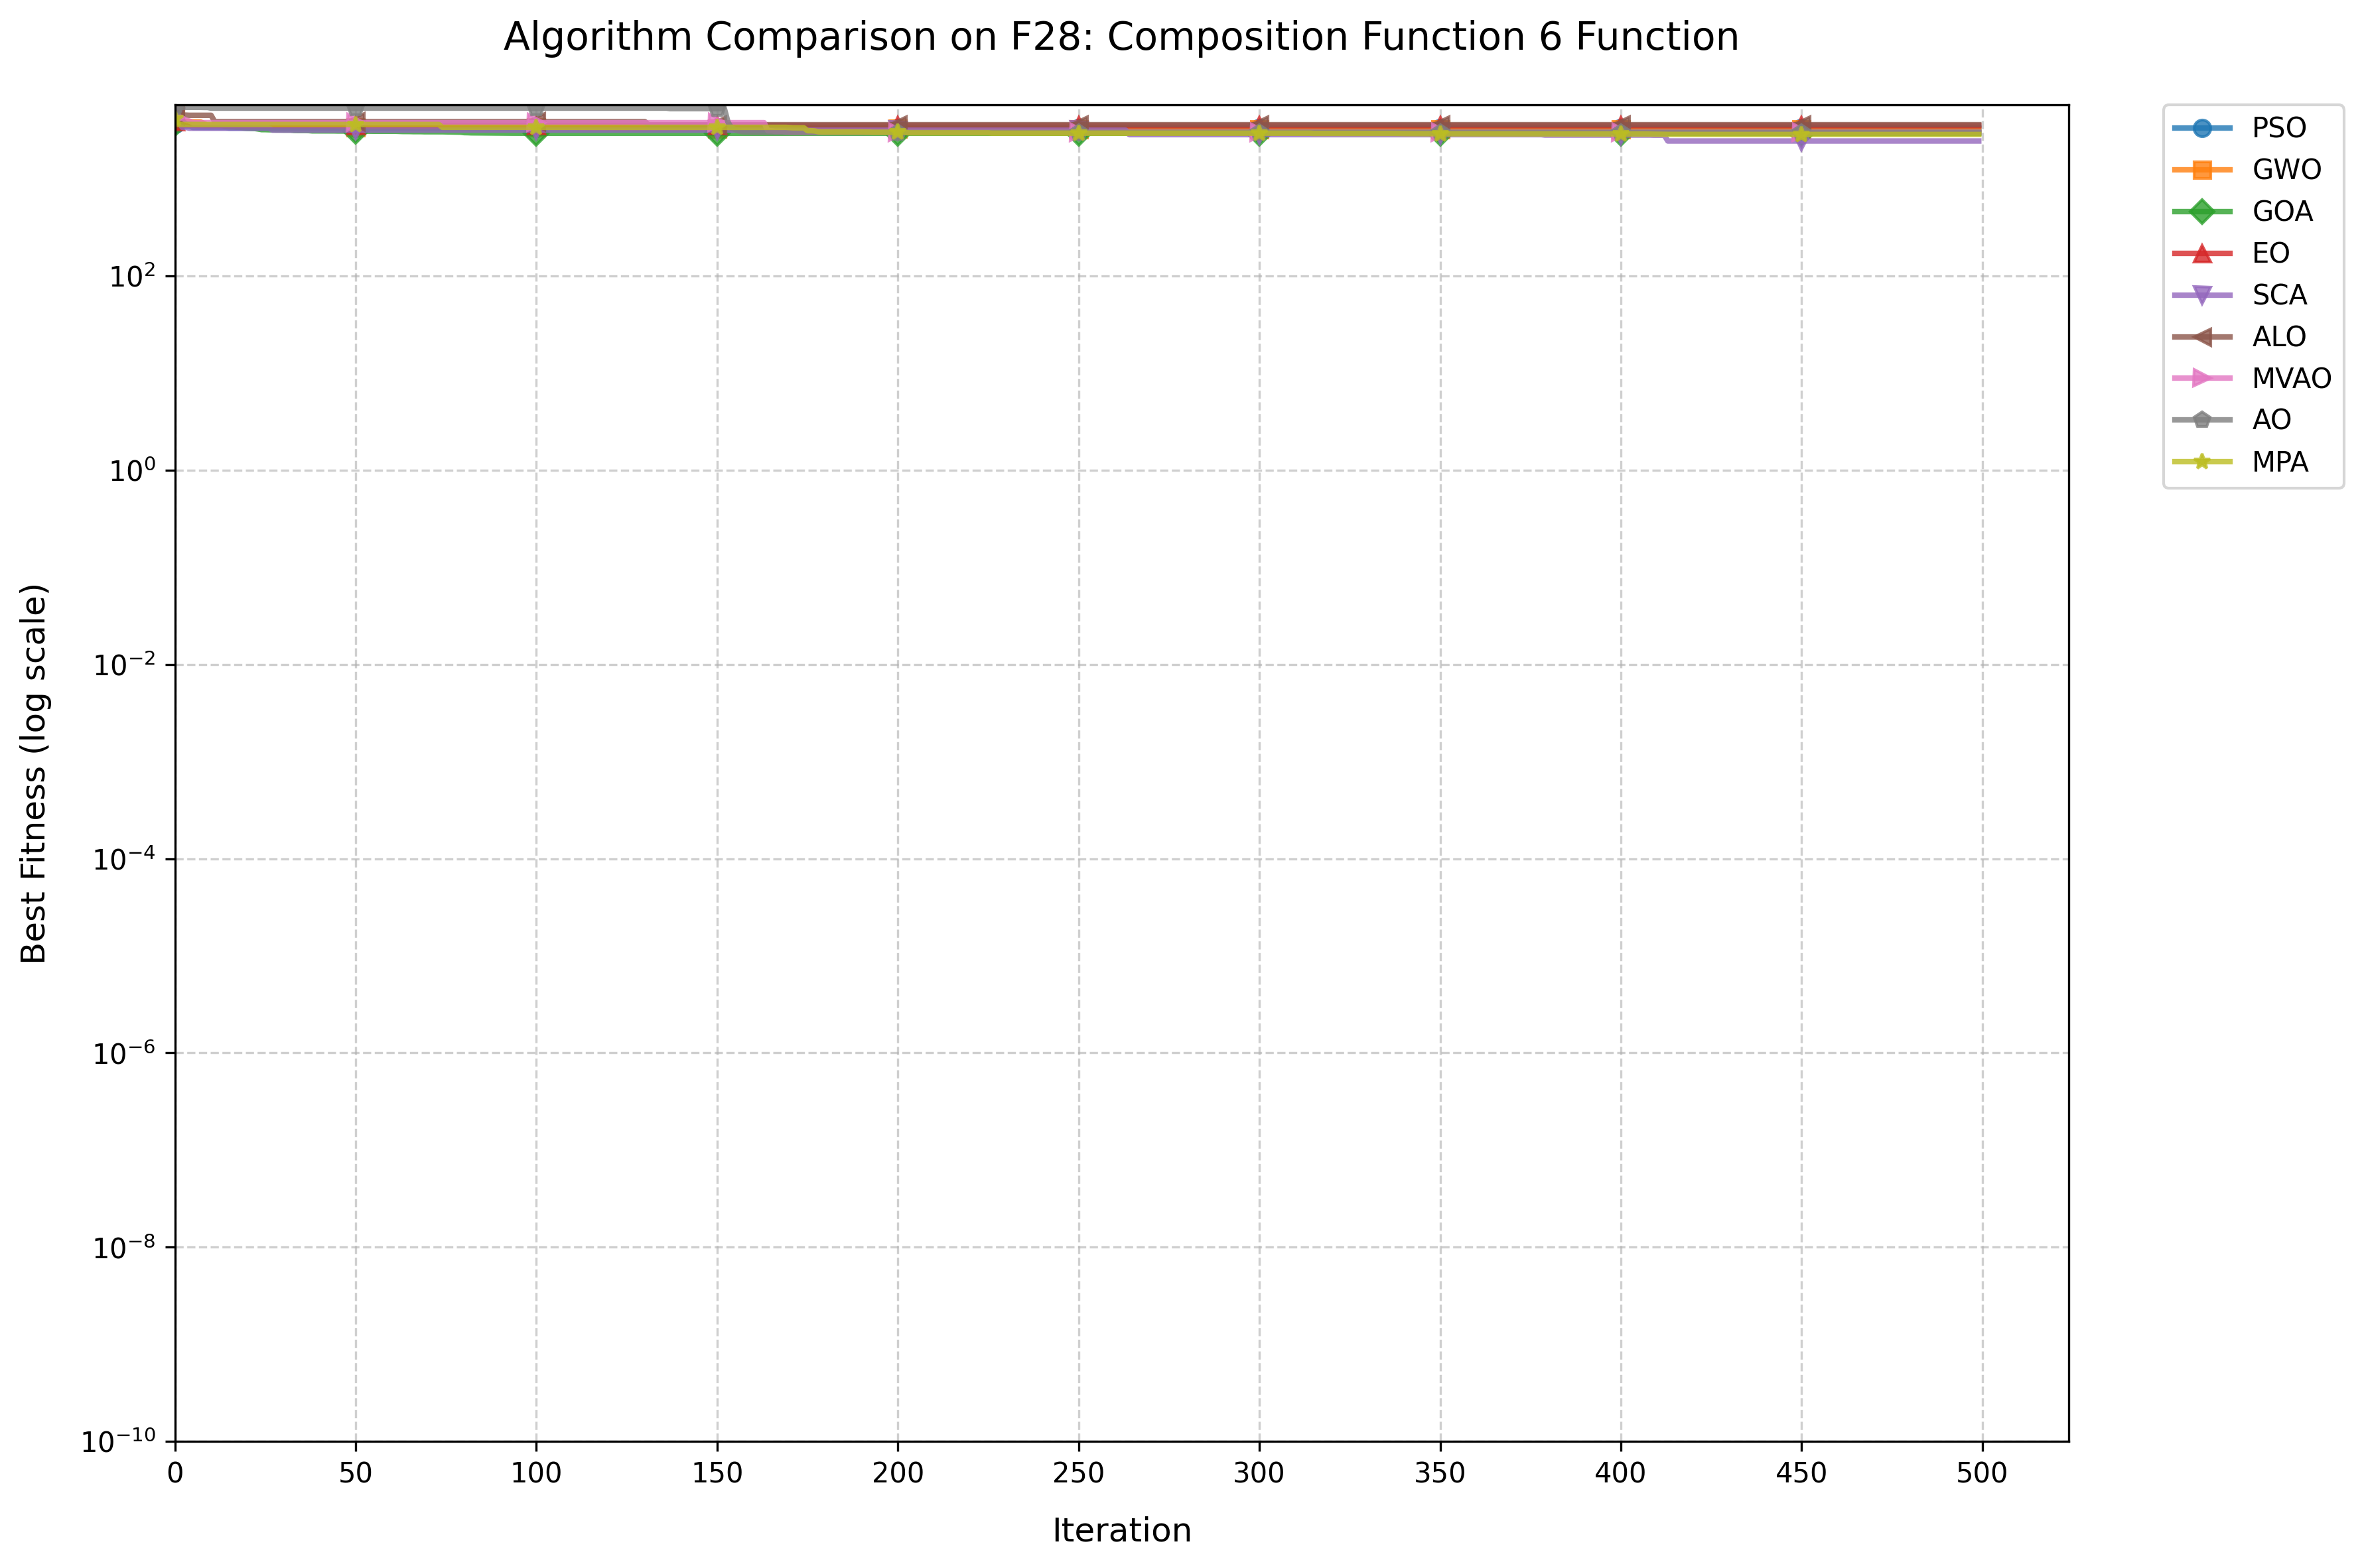 Algorithm Comparison on F28: Composition Function 6 Function
Best Fitness (log scale)
10²
10⁰
10⁻²
10⁻⁴
10⁻⁶
10⁻⁸
10⁻¹⁰
0 50 100 150 200 250 300 350 400 450 500
Iteration
PSO
GWO
GOA
EO
SCA
ALO
MVAO
AO
MPA